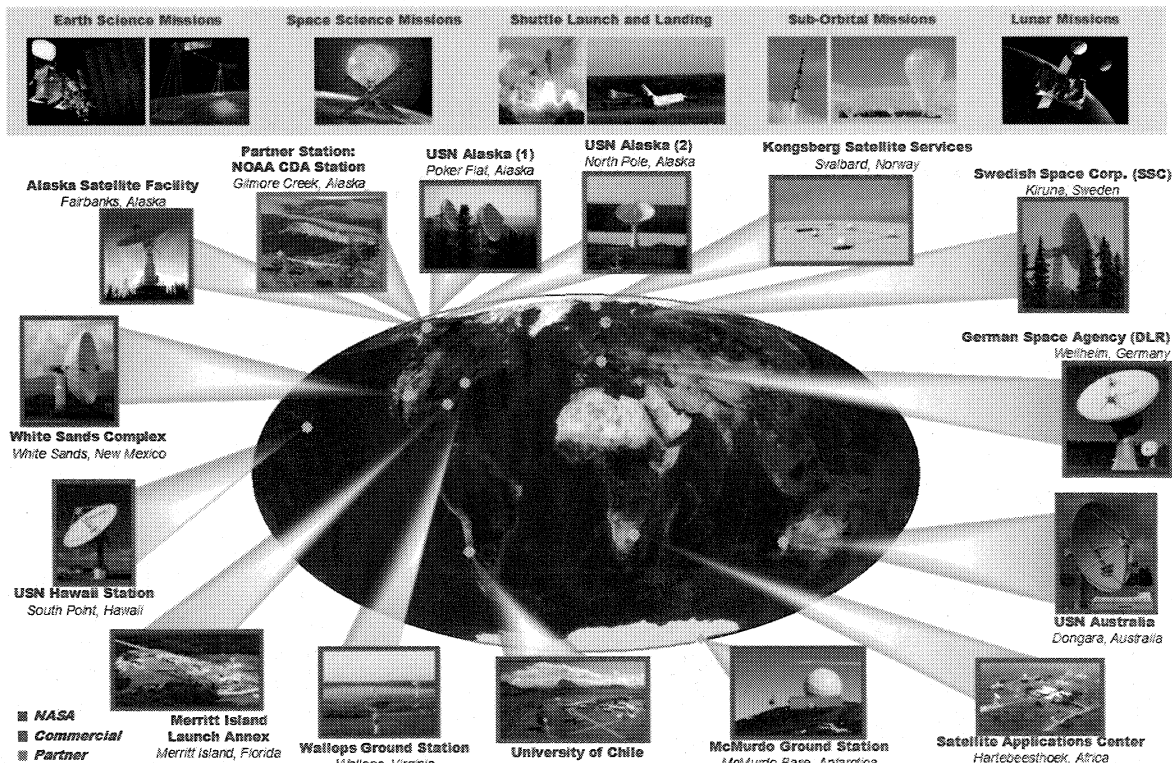 Earth Science Missions
Space Science Missions
Shuttle Launch and Landing
Sub-Orbital Missions
Lunar Missions
Alaska Satellite Facility
Fairbanks, Alaska
Partner Station:
NOAA CDA Station
Gilmore Creek, Alaska
USN Alaska (1)
Poker Flat, Alaska
USN Alaska (2)
North Pole, Alaska
Kongsberg Satellite Services
Svalbard, Norway
Swedish Space Corp. (SSC)
Kiruna, Sweden
German Space Agency (DLR)
Weilheim, Germany
White Sands Complex
White Sands, New Mexico
USN Hawaii Station
South Point, Hawaii
USN Australia
Dongara, Australia
NASA
Commercial
Partner
Merritt Island
Launch Annex
Merritt Island, Florida
Wallops Ground Station
Wallops, Virginia
University of Chile
McMurdo Ground Station
McMurdo Base, Antarctica
Satellite Applications Center
Hartebeesthoek, Africa